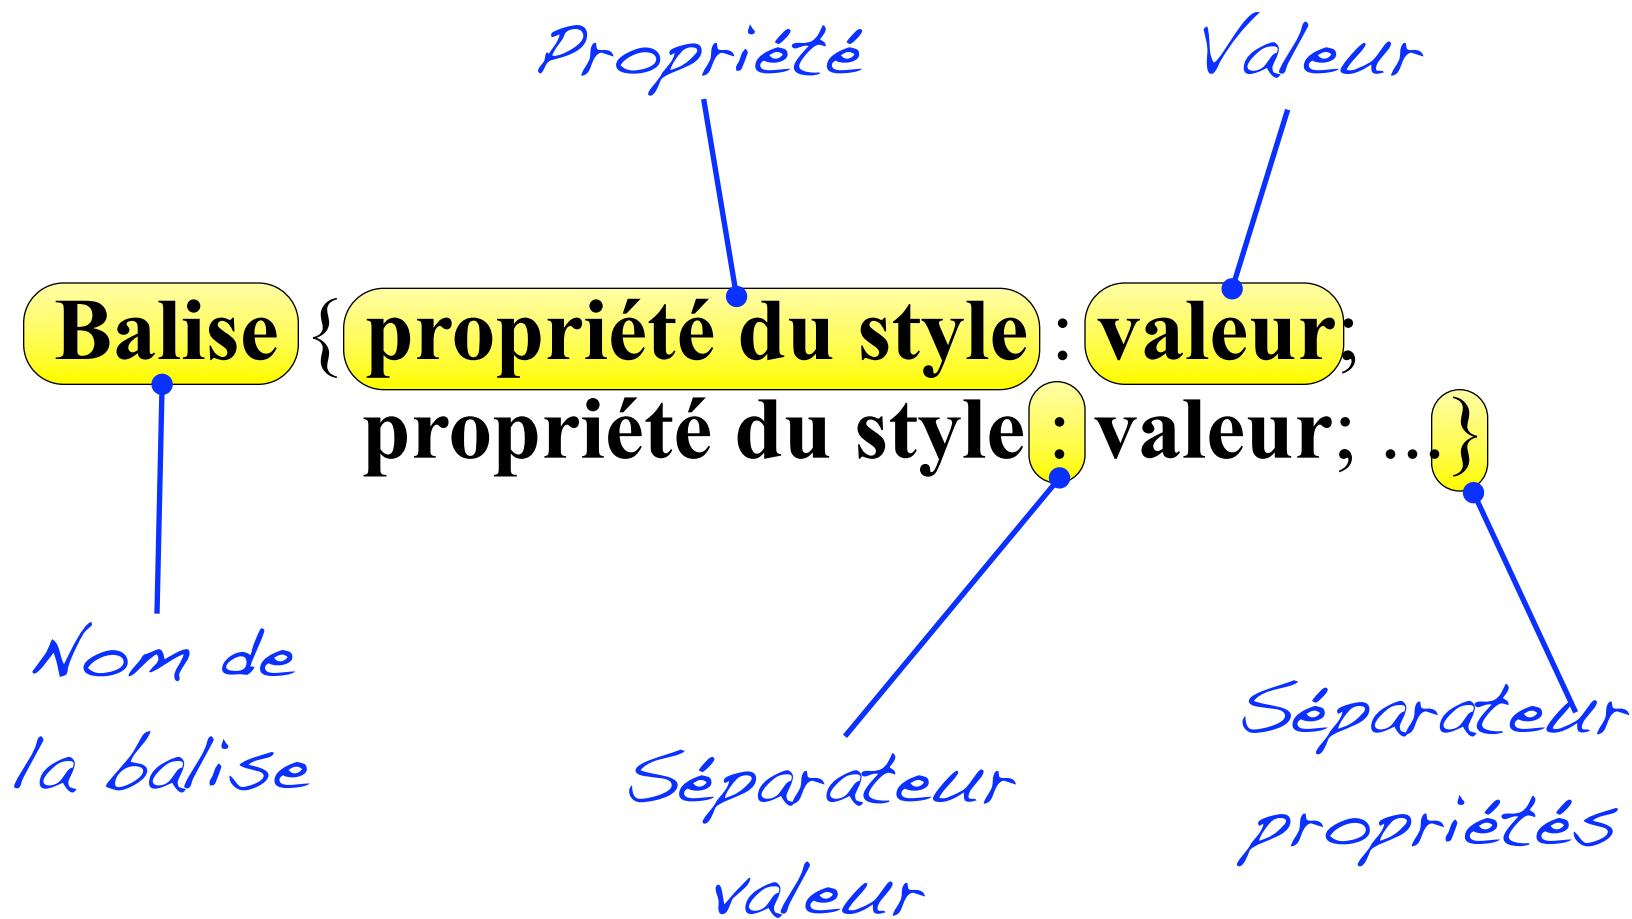 Propriété
Valeur
Balise { propriété du style : valeur;
propriété du style : valeur; ...}
Nom de
la balise
Séparateur
valeur
Séparateur
propriétés